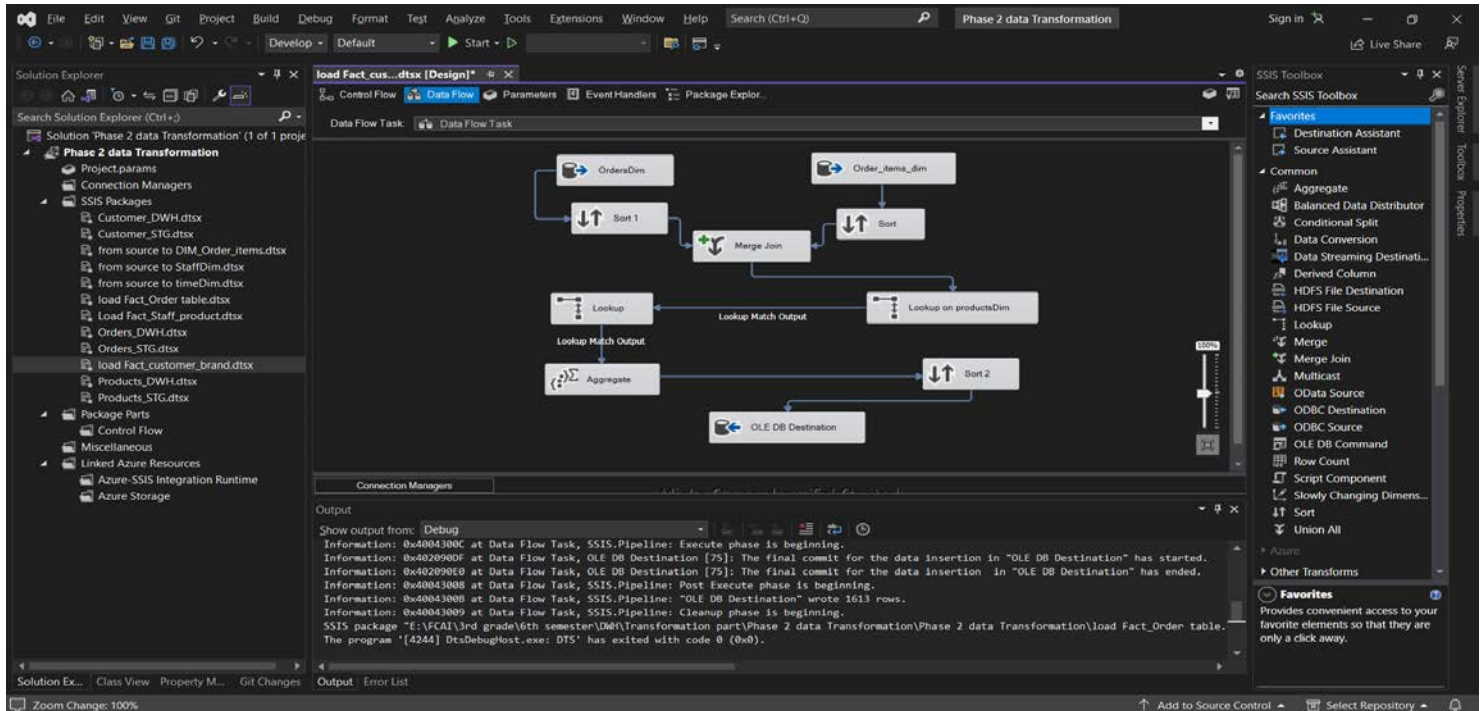 File Edit View Git Project Build Debug Format Test Analyze Tools Extensions Window Help Search (Ctrl+Q) Phase 2 data Transformation Sign in
Develop Default Start Live Share
Solution Explorer
Search Solution Explorer (Ctrl+;)
Solution 'Phase 2 data Transformation' (1 of 1 proje
Phase 2 data Transformation
Project.params
Connection Managers
SSIS Packages
Customer_DWH.dtsx
Customer_STG.dtsx
from source to DIM_Order_items.dtsx
from source to StaffDim.dtsx
from source to timeDim.dtsx
load Fact_Order table.dtsx
Load Fact_Staff_product.dtsx
Orders_DWH.dtsx
Orders_STG.dtsx
load Fact_customer_brand.dtsx
Products_DWH.dtsx
Products_STG.dtsx
Package Parts
Control Flow
Miscellaneous
Linked Azure Resources
Azure-SSIS Integration Runtime
Azure Storage
Solution Ex... Class View Property M... Git Changes
load Fact_cus...dtsx [Design]*
Control Flow Data Flow Parameters Event Handlers Package Explor...
Data Flow Task: Data Flow Task
OrdersDim
Order_items_dim
Sort 1
Sort
Merge Join
Lookup
Lookup on productsDim
Lookup Match Output
Lookup Match Output
Aggregate
Sort 2
OLE DB Destination
100%
Connection Managers
Output
Show output from: Debug
Information: 0x4004300C at Data Flow Task, SSIS.Pipeline: Execute phase is beginning.
Information: 0x402090DF at Data Flow Task, OLE DB Destination [75]: The final commit for the data insertion in "OLE DB Destination" has started.
Information: 0x402090E0 at Data Flow Task, OLE DB Destination [75]: The final commit for the data insertion in "OLE DB Destination" has ended.
Information: 0x40043008 at Data Flow Task, SSIS.Pipeline: Post Execute phase is beginning.
Information: 0x4004300B at Data Flow Task, SSIS.Pipeline: "OLE DB Destination" wrote 1613 rows.
Information: 0x40043009 at Data Flow Task, SSIS.Pipeline: Cleanup phase is beginning.
SSIS package "E:\FCAI\3rd grade\6th semester\DWH\Transformation part\Phase 2 data Transformation\Phase 2 data Transformation\load Fact_Order table.
The program '[4244] DtsDebugHost.exe: DTS' has exited with code 0 (0x0).
Output Error List
SSIS Toolbox
Search SSIS Toolbox
Favorites
Destination Assistant
Source Assistant
Common
Aggregate
Balanced Data Distributor
Conditional Split
Data Conversion
Data Streaming Destinati...
Derived Column
HDFS File Destination
HDFS File Source
Lookup
Merge
Merge Join
Multicast
OData Source
ODBC Destination
ODBC Source
OLE DB Command
Row Count
Script Component
Slowly Changing Dimens...
Sort
Union All
Azure
Other Transforms
Favorites
Provides convenient access to your
favorite elements so that they are
only a click away.
Server Explorer
Toolbox
Properties
Zoom Change: 100% Add to Source Control Select Repository